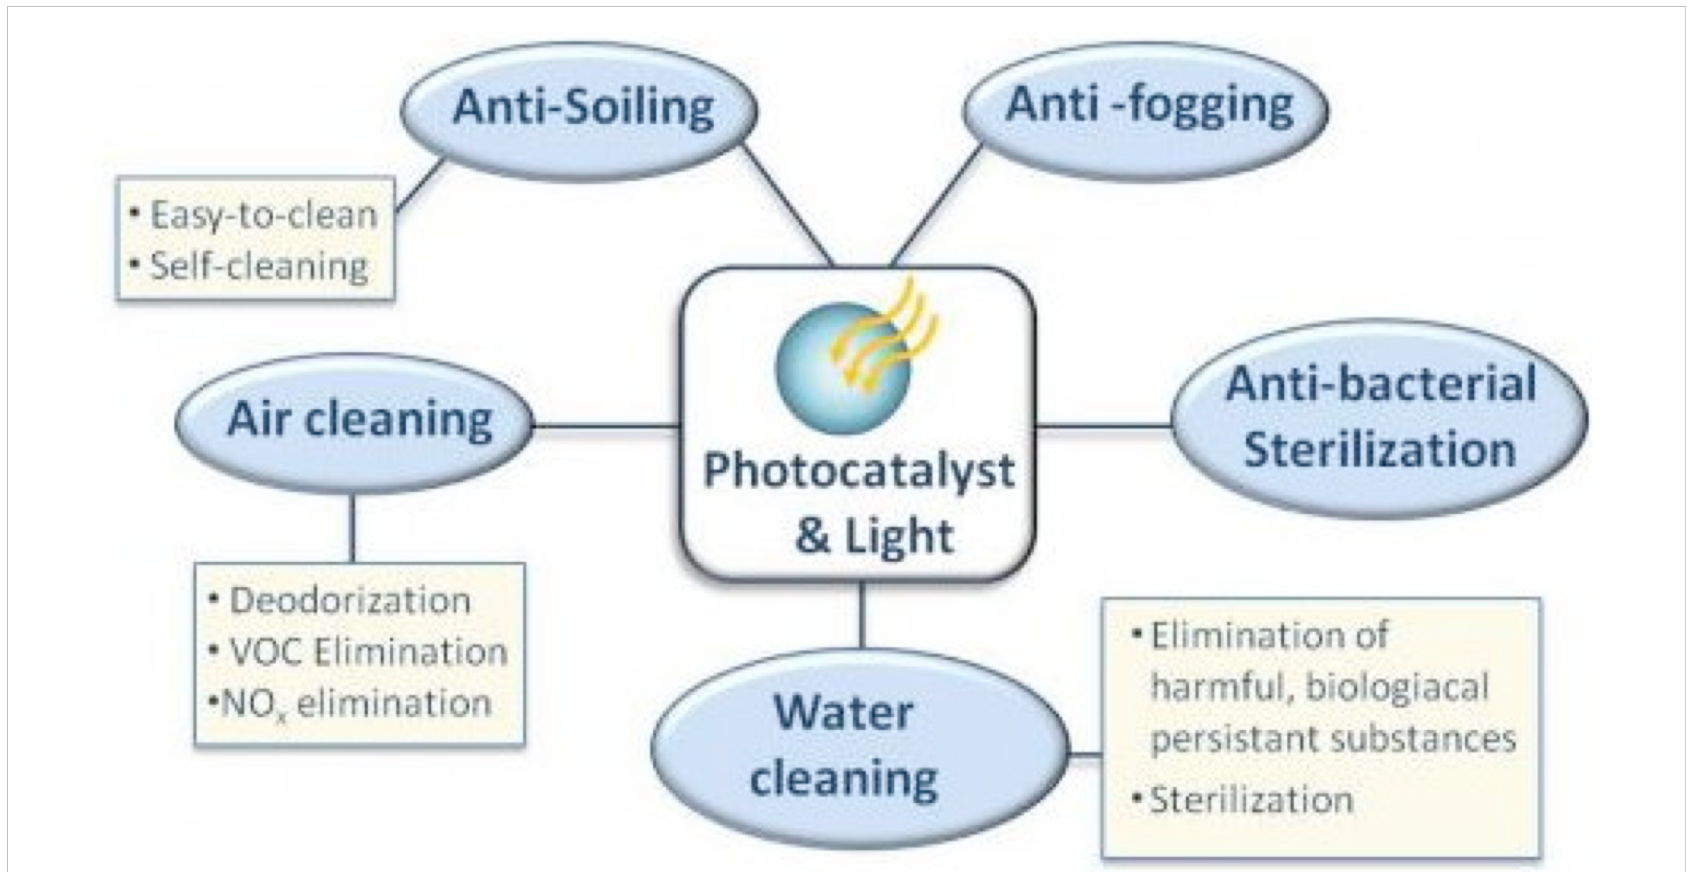 Anti-Soiling
Anti -fogging
• Easy-to-clean
• Self-cleaning
Air cleaning
Photocatalyst
& Light
Anti-bacterial
Sterilization
• Deodorization
• VOC Elimination
•NOₓ elimination
Water
cleaning
• Elimination of
harmful, biologiacal
persistant substances
• Sterilization